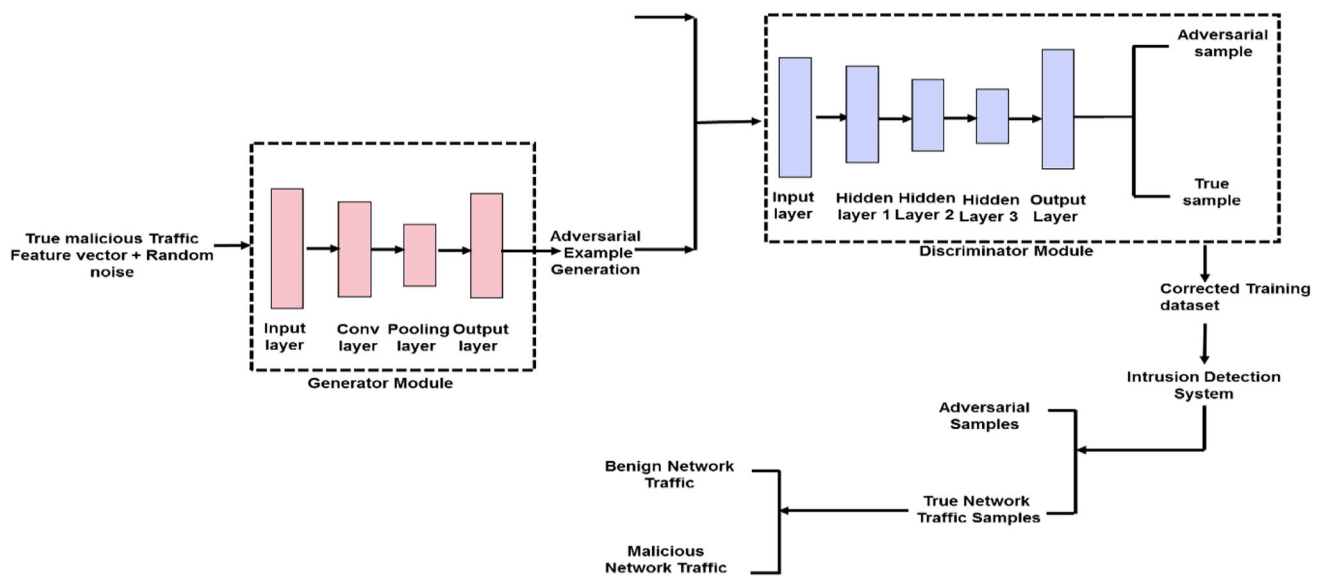 True malicious Traffic
Feature vector + Random
noise
Input
layer
Conv
layer
Pooling
layer
Output
layer
Generator Module
Adversarial
Example
Generation
Input
layer
Hidden
layer 1
Hidden
Layer 2
Hidden
Layer 3
Output
Layer
Adversarial
sample
True
sample
Discriminator Module
Corrected Training
dataset
Intrusion Detection
System
Adversarial
Samples
True Network
Traffic Samples
Benign Network
Traffic
Malicious
Network Traffic